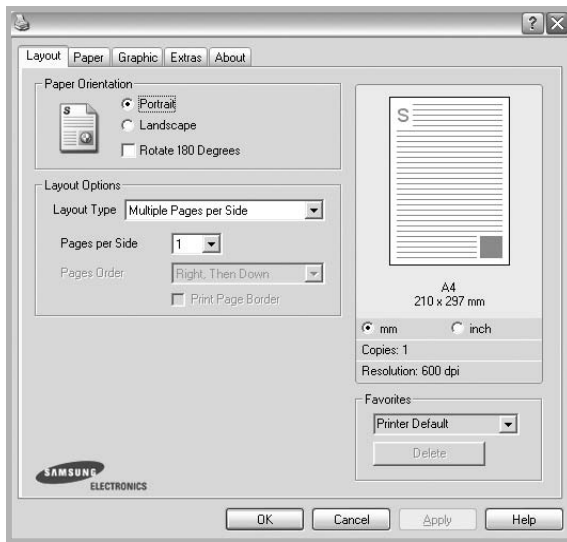 ?
Layout Paper Graphic Extras About
Paper Orientation
S
Portrait
Landscape
Rotate 180 Degrees
Layout Options
Layout Type Multiple Pages per Side
Pages per Side 1
Pages Order Right, Then Down
Print Page Border
S
A4
210 x 297 mm
mm inch
Copies: 1
Resolution: 600 dpi
Favorites
Printer Default
Delete
SAMSUNG
ELECTRONICS
OK Cancel Apply Help